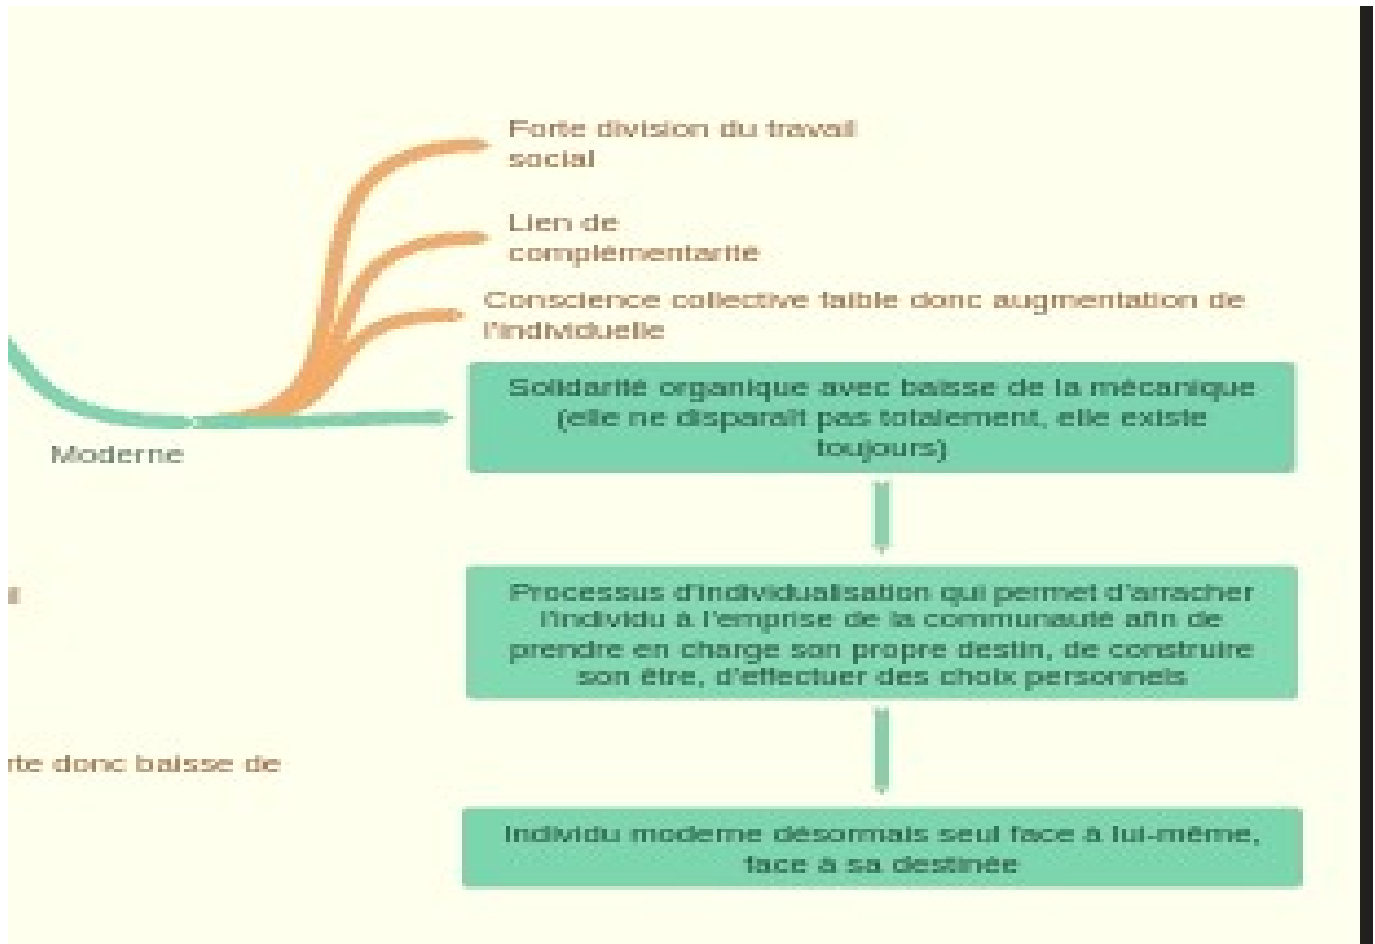 Forte division du travail
social
Lien de
complémentarité
Conscience collective faible donc augmentation de
l'individuelle
Solidarité organique avec baisse de la mécanique
(elle ne disparaît pas totalement, elle existe
toujours)
Moderne
Processus d'individualisation qui permet d'arracher
l'individu à l'emprise de la communauté afin de
prendre en charge son propre destin, de construire
son être, d'effectuer des choix personnels
donc baisse de
Individu moderne désormais seul face à lui-même,
face à sa destinée